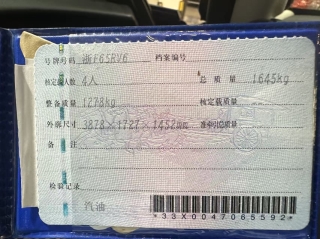 号牌号码 浙F65RV6 档案编号
核定载人数 4人 总质量 1645kg
整备质量 1278kg 核定载质量
外廓尺寸 3878×1727×1452mm 准牵引总质量
备注
检验记录
汽油
*33X0047065592*